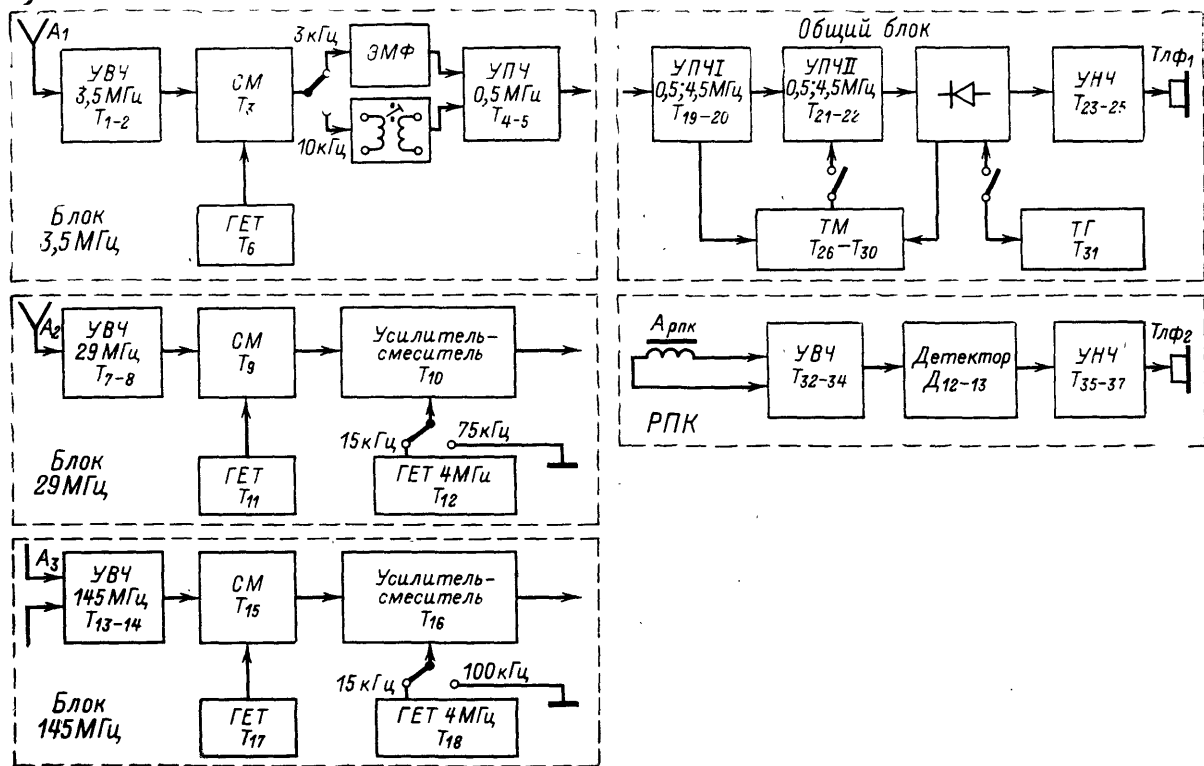 A1
УВЧ
3,5 МГц
T1-2
СМ
T3
3 кГц
10 кГц
ЭМФ
УПЧ
0,5 МГц
T4-5
ГЕТ
T6
Блок
3,5 МГц
A2
УВЧ
29 МГц
T7-8
СМ
T9
Усилитель-
смеситель
T10
15 кГц
75 кГц
ГЕТ
T11
ГЕТ 4 МГц
T12
Блок
29 МГц
A3
УВЧ
145 МГц
T13-14
СМ
T15
Усилитель-
смеситель
T16
15 кГц
100 кГц
ГЕТ
T17
ГЕТ 4 МГц
T18
Блок
145 МГц
Общий блок
УПЧ I
0,5; 4,5 МГц
T19-20
УПЧ II
0,5; 4,5 МГц
T21-22
УНЧ
T23-25
Тлф1
ТМ
T26-T30
ТГ
T31
Aрпк
УВЧ
T32-34
Детектор
Д12-13
УНЧ
T35-37
Тлф2
РПК